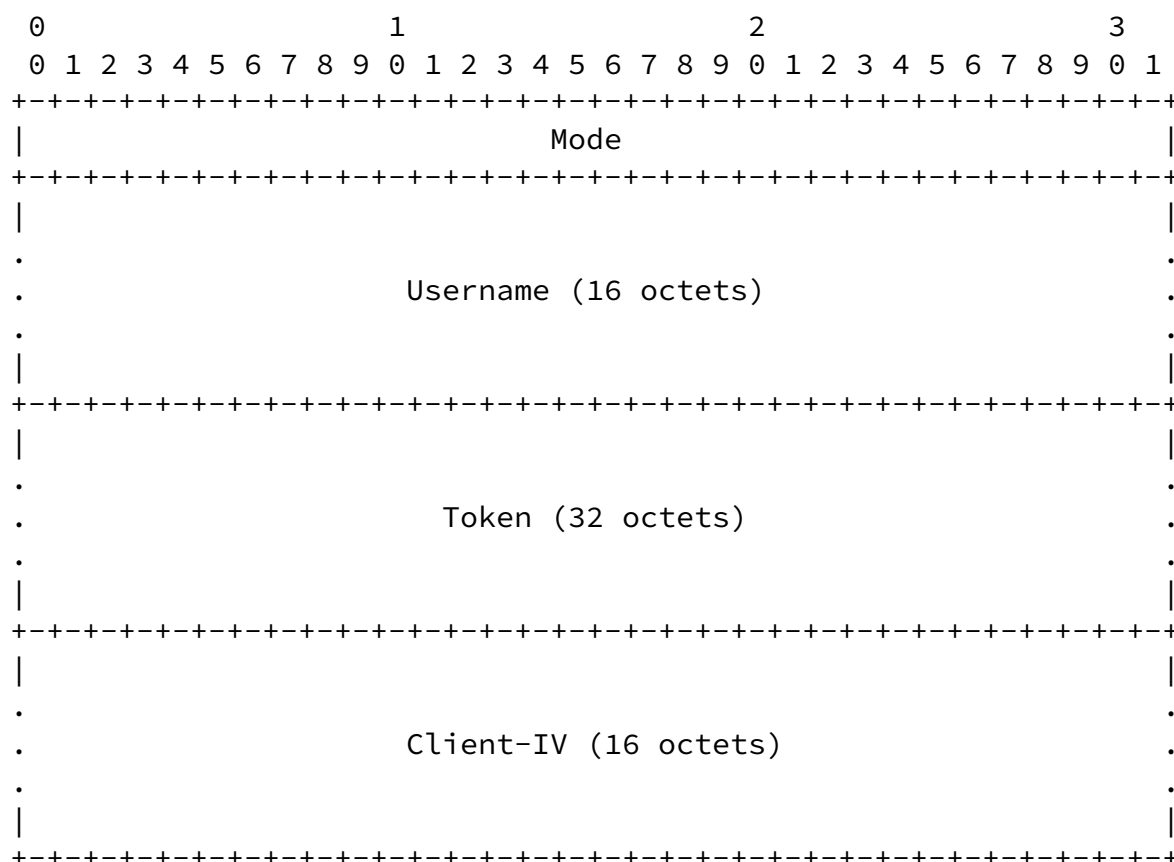 0                   1                   2                   3
 0 1 2 3 4 5 6 7 8 9 0 1 2 3 4 5 6 7 8 9 0 1 2 3 4 5 6 7 8 9 0 1
+-+-+-+-+-+-+-+-+-+-+-+-+-+-+-+-+-+-+-+-+-+-+-+-+-+-+-+-+-+-+-+-+
|                             Mode                              |
+-+-+-+-+-+-+-+-+-+-+-+-+-+-+-+-+-+-+-+-+-+-+-+-+-+-+-+-+-+-+-+-+
|                                                               |
.                                                               .
.                     Username (16 octets)                      .
.                                                               .
|                                                               |
+-+-+-+-+-+-+-+-+-+-+-+-+-+-+-+-+-+-+-+-+-+-+-+-+-+-+-+-+-+-+-+-+
|                                                               |
.                                                               .
.                       Token (32 octets)                       .
.                                                               .
|                                                               |
+-+-+-+-+-+-+-+-+-+-+-+-+-+-+-+-+-+-+-+-+-+-+-+-+-+-+-+-+-+-+-+-+
|                                                               |
.                                                               .
.                     Client-IV (16 octets)                     .
.                                                               .
|                                                               |
+-+-+-+-+-+-+-+-+-+-+-+-+-+-+-+-+-+-+-+-+-+-+-+-+-+-+-+-+-+-+-+-+